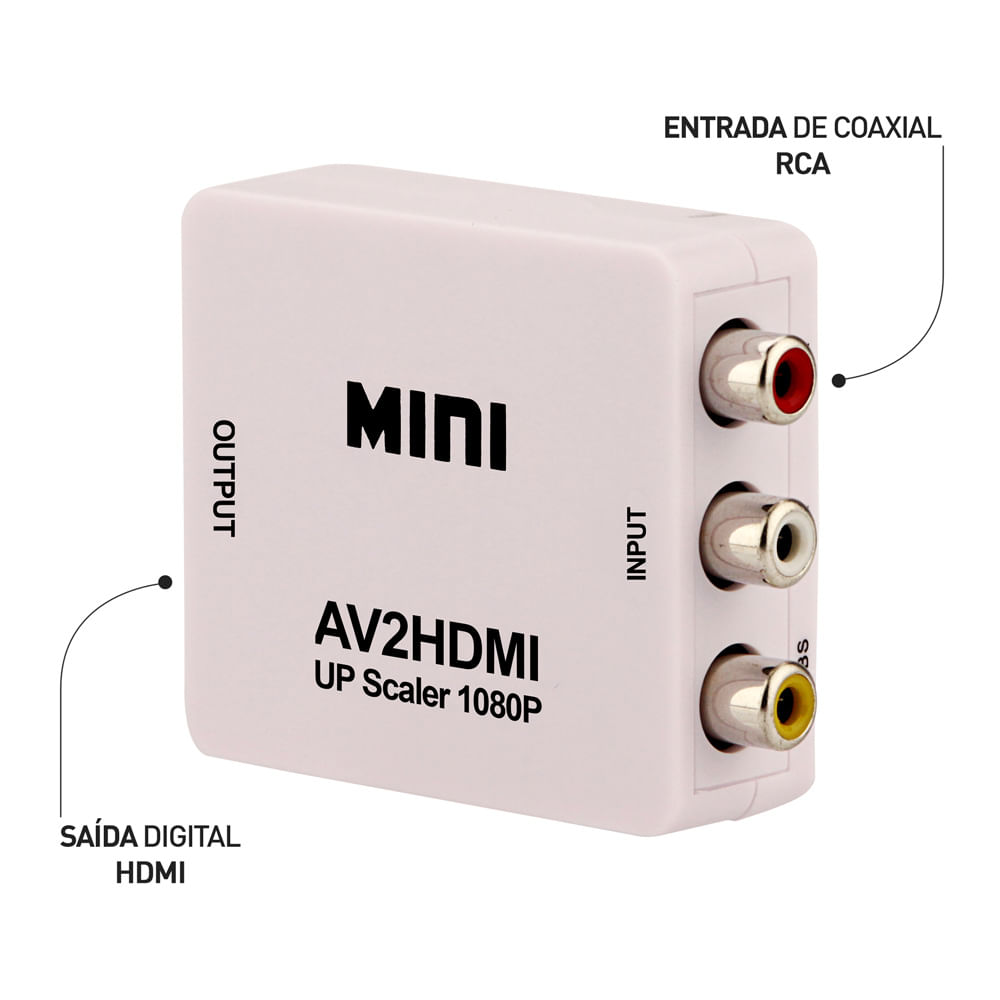 ENTRADA DE COAXIAL
RCA
MINI
OUTPUT
INPUT
AV2HDMI
UP Scaler 1080P
SAÍDA DIGITAL
HDMI